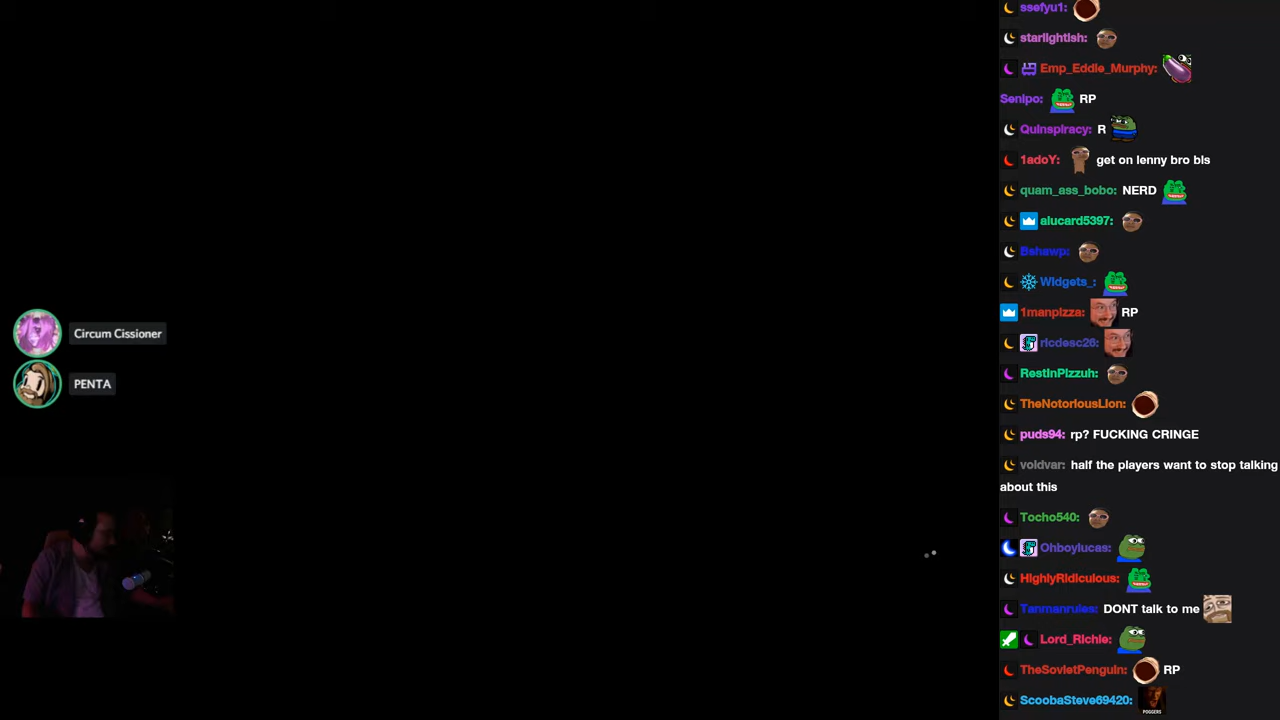 ssefyu1:
starlightish:
Emp_Eddie_Murphy:
Senipo: RP
Quinspiracy: R
1adoY: get on lenny bro bls
quam_ass_bobo: NERD
alucard5397:
Bshawp:
Widgets_:
1manpizza: RP
ricdesc26:
RestInPizzuh:
TheNotoriousLion:
puds94: rp? FUCKING CRINGE
voldvar: half the players want to stop talking
about this
Tocho540:
Ohboylucas:
HighlyRidiculous:
Tanmanrules: DONT talk to me
Lord_Richie:
TheSovietPenguin: RP
ScoobaSteve69420: POGGERS
Circum Cissioner
PENTA